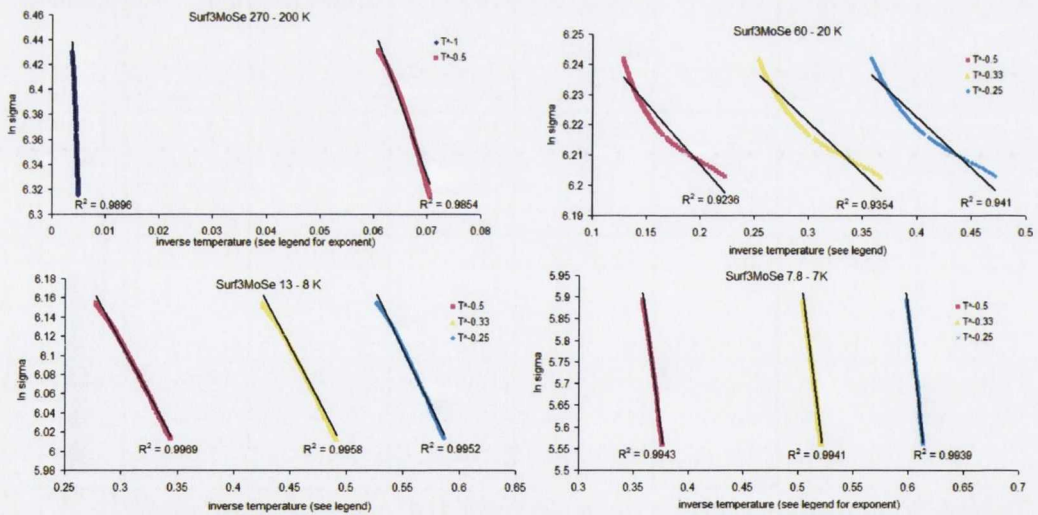 Surf3MoSe 270 - 200 K
6.46
6.44
6.42
6.4
6.38
6.36
6.34
6.32
6.3
ln sigma
T^-1
T^-0.5
R² = 0.9896
R² = 0.9854
0 0.01 0.02 0.03 0.04 0.05 0.06 0.07 0.08
inverse temperature (see legend for exponent)
Surf3MoSe 60 - 20 K
6.25
6.24
6.23
6.22
6.21
6.2
6.19
ln sigma
T^-0.5
T^-0.33
T^-0.25
R² = 0.9236
R² = 0.9354
R² = 0.941
0.1 0.15 0.2 0.25 0.3 0.35 0.4 0.45 0.5
inverse temperature (see legend)
Surf3MoSe 13 - 8 K
6.18
6.16
6.14
6.12
6.1
6.08
6.06
6.04
6.02
6
5.98
ln sigma
T^-0.5
T^-0.33
T^-0.25
R² = 0.9969
R² = 0.9958
R² = 0.9952
0.25 0.3 0.35 0.4 0.45 0.5 0.55 0.6 0.65
inverse temperature (see legend)
Surf3MoSe 7.8 - 7K
5.95
5.9
5.85
5.8
5.75
5.7
5.65
5.6
5.55
5.5
ln sigma
T^-0.5
T^-0.33
T^-0.25
R² = 0.9943
R² = 0.9941
R² = 0.9939
0.3 0.35 0.4 0.45 0.5 0.55 0.6 0.65 0.7
inverse temperature (see legend for exponent)